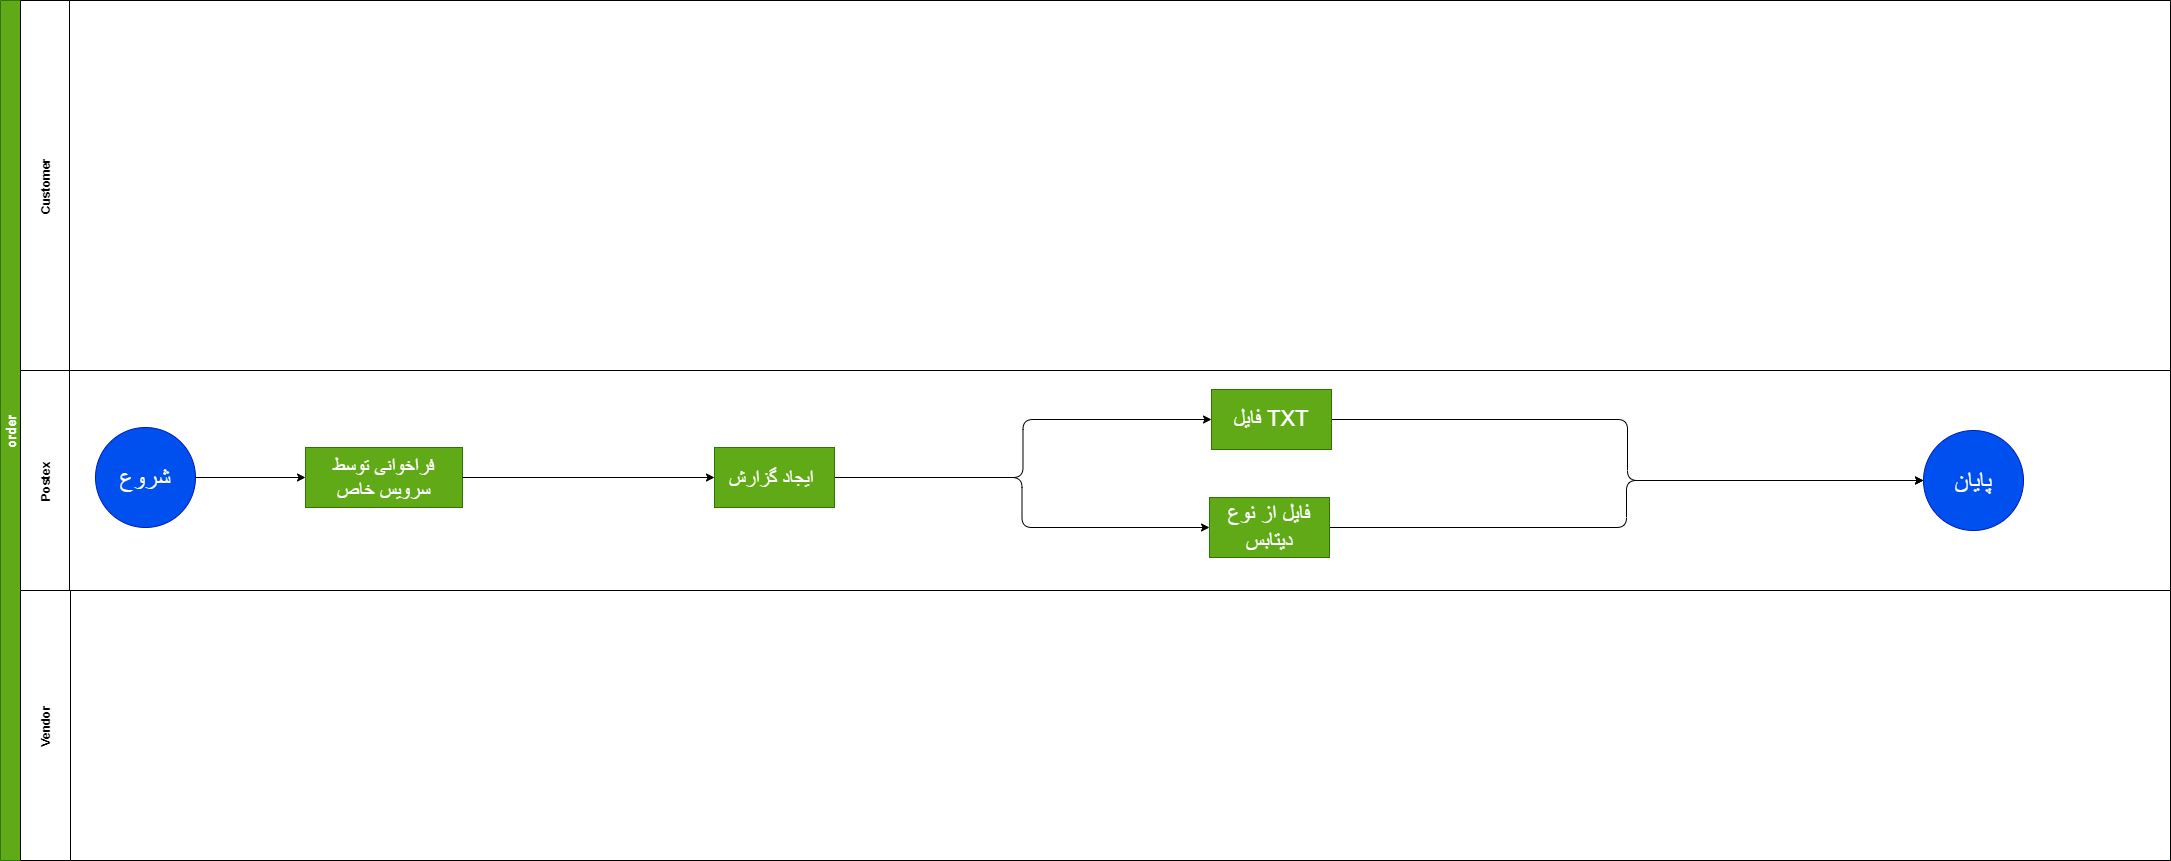 order
Customer
Postex
Vendor
شروع
فراخوانی توسط
سرویس خاص
ایجاد گزارش
فایل TXT
فایل از نوع
دیتابس
پایان